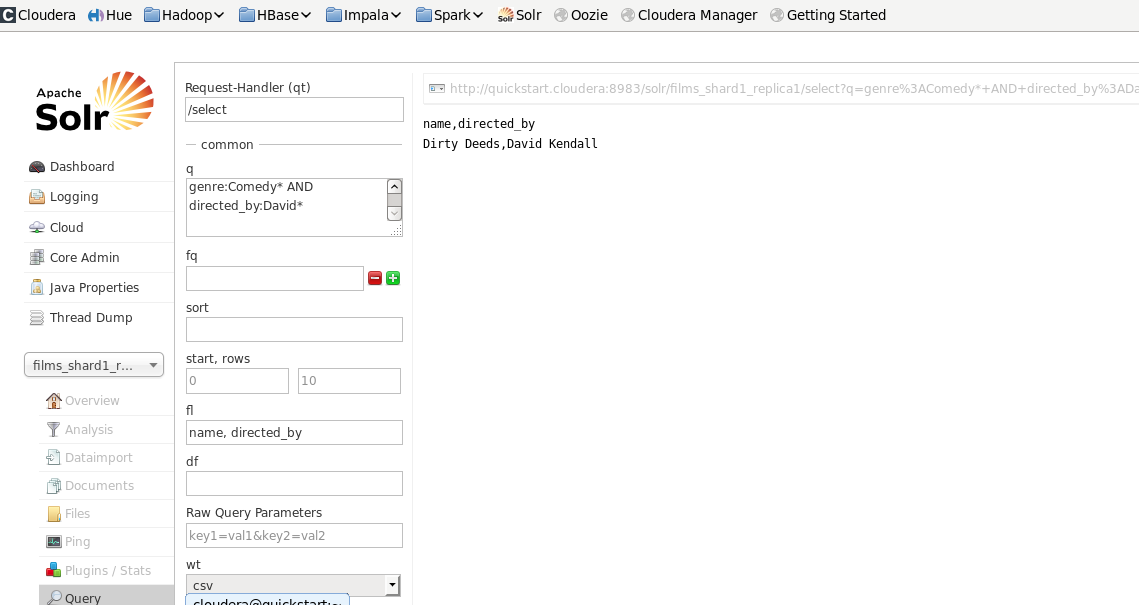 Cloudera Hue Hadoop HBase Impala Spark Solr Oozie Cloudera Manager Getting Started
Apache
Solr
Dashboard
Logging
Cloud
Core Admin
Java Properties
Thread Dump
films_shard1_r...
Overview
Analysis
Dataimport
Documents
Files
Ping
Plugins / Stats
Query
Request-Handler (qt)
/select
common
q
genre:Comedy* AND
directed_by:David*
fq
sort
start, rows
0 10
fl
name, directed_by
df
Raw Query Parameters
key1=val1&key2=val2
wt
csv
cloudera@quickstart:~
http://quickstart.cloudera:8983/solr/films_shard1_replica1/select?q=genre%3AComedy*+AND+directed_by%3ADa
name,directed_by
Dirty Deeds,David Kendall